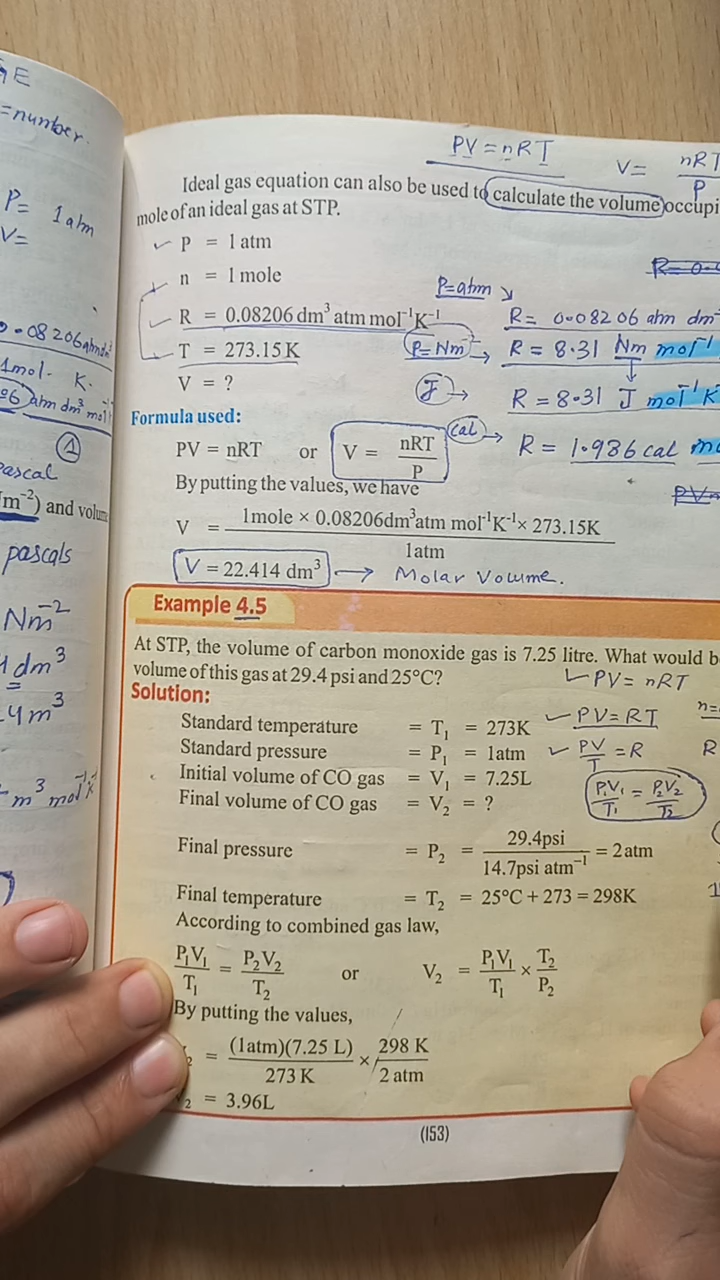 PV = nRT
V = nRT
P
Ideal gas equation can also be used to calculate the volume
mole of an ideal gas at STP.
P = 1 atm
n = 1 mole
P=atm
R = 0.08206 dm³ atm mol⁻¹K⁻¹
R = 0.08206 atm dm³
T = 273.15 K
P=Nm⁻²
R = 8.31 Nm mol⁻¹
V = ?
J
R = 8.31 J mol⁻¹ K
Formula used:
PV = nRT or V = nRT
P
Cal
R = 1.986 cal
By putting the values, we have
V = 1mole × 0.08206dm³atm mol⁻¹K⁻¹× 273.15K
1atm
V = 22.414 dm³ → Molar Volume.
Example 4.5
At STP, the volume of carbon monoxide gas is 7.25 litre. What would
volume of this gas at 29.4 psi and 25°C?
PV = nRT
Solution:
Standard temperature = T₁ = 273K
PV = RT
Standard pressure = P₁ = 1atm
PV = R
T
R
Initial volume of CO gas = V₁ = 7.25L
Final volume of CO gas = V₂ = ?
P₁V₁ = P₂V₂
T₁ T₂
Final pressure = P₂ = 29.4psi = 2 atm
14.7psi atm⁻¹
Final temperature = T₂ = 25°C + 273 = 298K
According to combined gas law,
P₁V₁ = P₂V₂ or V₂ = P₁V₁ × T₂
T₁ T₂ T₁ P₂
By putting the values,
= (1atm)(7.25 L) × 298 K
273 K 2 atm
₂ = 3.96L
(153)
E
=number.
P= 1 atm
V=
1mol- K.
atm dm³ mol⁻¹
1
pascal
m⁻²) and
pascals
Nm⁻²
dm³
m³
m³ mol⁻¹ K⁻¹